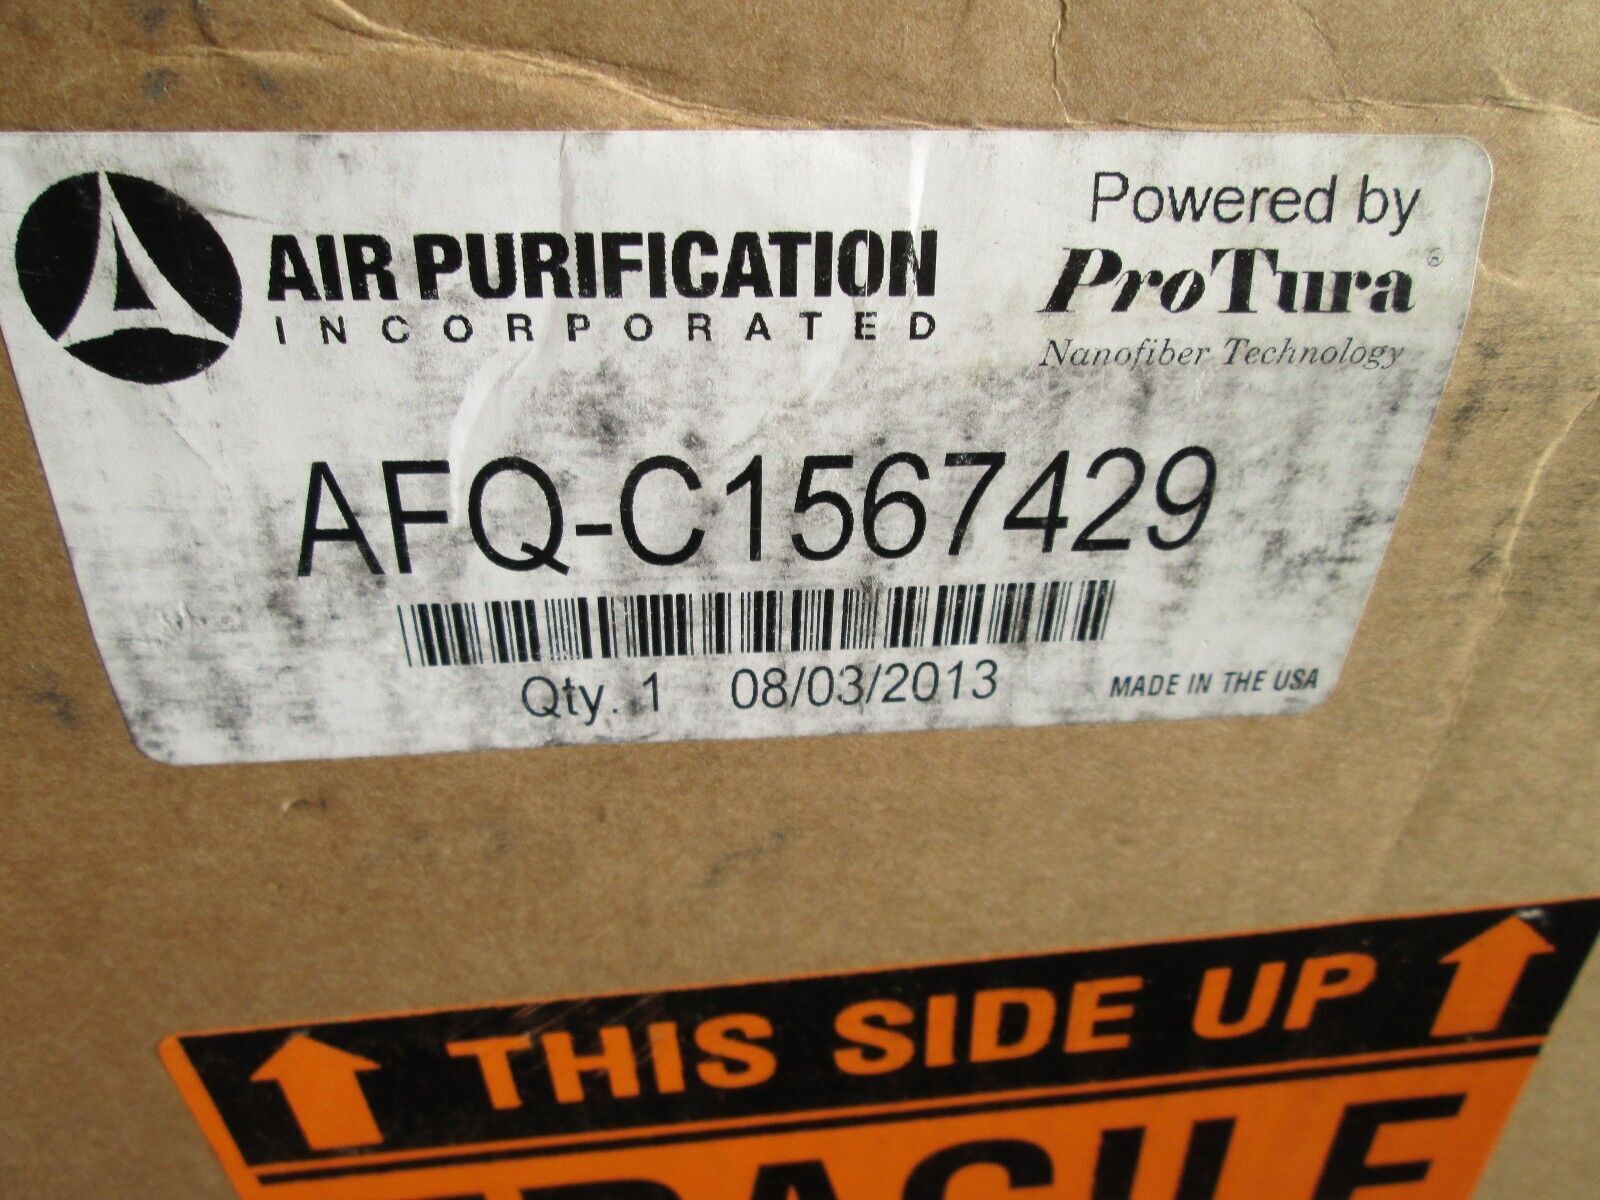 AIR PURIFICATION
INCORPORATED
Powered by
ProTura®
Nanofiber Technology
AFQ-C1567429
Qty. 1 08/03/2013
MADE IN THE USA
THIS SIDE UP
FRAGILE